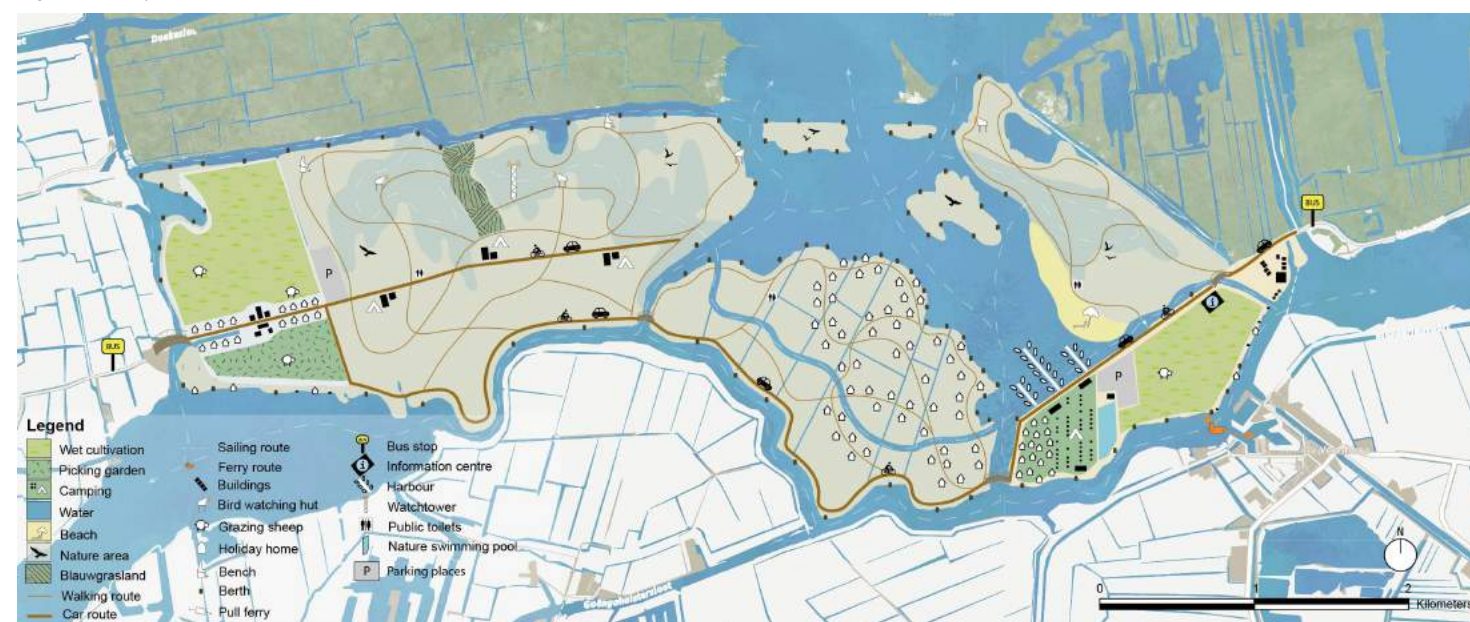 BUS
BUS
P
P
i
Legend
Wet cultivation
Picking garden
Camping
Water
Beach
Nature area
Blauwgrasland
Walking route
Car route
Sailing route
Ferry route
Buildings
Bird watching hut
Grazing sheep
Holiday home
Bench
Berth
Pull ferry
BUS
Bus stop
i
Information centre
Harbour
Watchtower
Public toilets
Nature swimming pool
P
Parking places
N
0
1
2
Kilometers